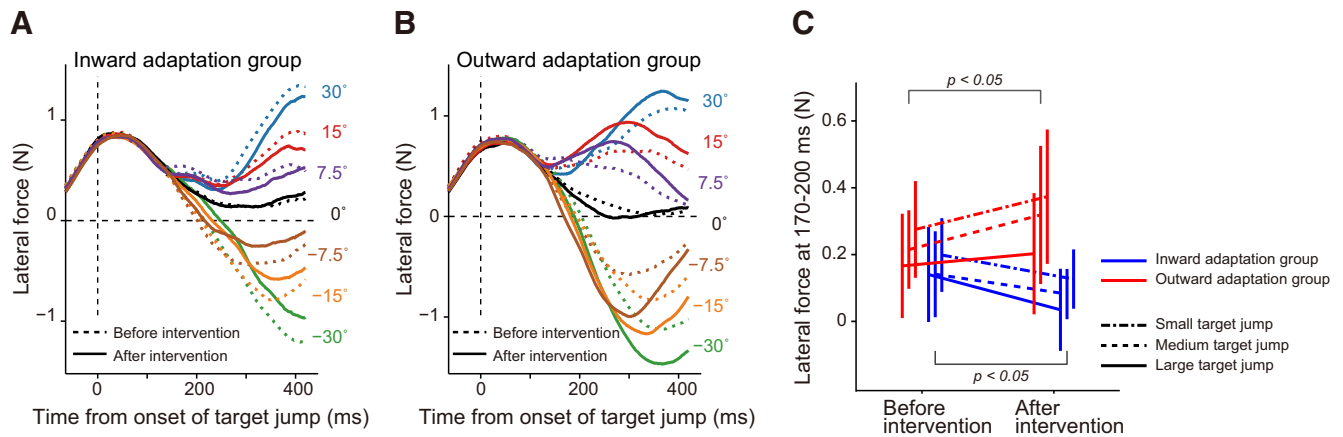 A
Inward adaptation group
Lateral force (N)
1
0
−1
30°
15°
7.5°
0°
−7.5°
−15°
−30°
Before intervention
After intervention
0
200
400
Time from onset of target jump (ms)
B
Outward adaptation group
Lateral force (N)
1
0
−1
30°
15°
7.5°
0°
−7.5°
−15°
−30°
Before intervention
After intervention
0
200
400
Time from onset of target jump (ms)
C
Lateral force at 170-200 ms (N)
0.6
0.4
0.2
0
p < 0.05
p < 0.05
Before
intervention
After
intervention
Inward adaptation group
Outward adaptation group
Small target jump
Medium target jump
Large target jump